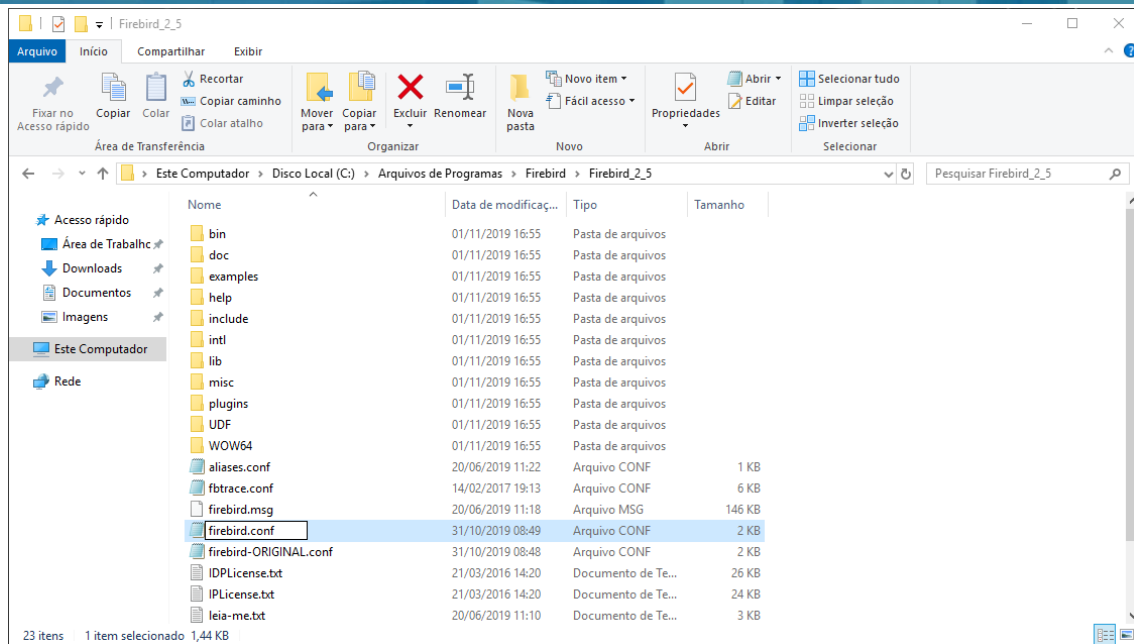 Firebird_2_5
Arquivo Início Compartilhar Exibir
Fixar no Acesso rápido
Copiar
Colar
Recortar
Copiar caminho
Colar atalho
Mover para
Copiar para
Excluir
Renomear
Nova pasta
Novo item
Fácil acesso
Propriedades
Abrir
Editar
Selecionar tudo
Limpar seleção
Inverter seleção
Área de Transferência Organizar Novo Abrir Selecionar
Este Computador > Disco Local (C:) > Arquivos de Programas > Firebird > Firebird_2_5
Pesquisar Firebird_2_5
Acesso rápido
Área de Trabalhc
Downloads
Documentos
Imagens
Este Computador
Rede
Nome Data de modificaç... Tipo Tamanho
bin 01/11/2019 16:55 Pasta de arquivos
doc 01/11/2019 16:55 Pasta de arquivos
examples 01/11/2019 16:55 Pasta de arquivos
help 01/11/2019 16:55 Pasta de arquivos
include 01/11/2019 16:55 Pasta de arquivos
intl 01/11/2019 16:55 Pasta de arquivos
lib 01/11/2019 16:55 Pasta de arquivos
misc 01/11/2019 16:55 Pasta de arquivos
plugins 01/11/2019 16:55 Pasta de arquivos
UDF 01/11/2019 16:55 Pasta de arquivos
WOW64 01/11/2019 16:55 Pasta de arquivos
aliases.conf 20/06/2019 11:22 Arquivo CONF 1 KB
fbtrace.conf 14/02/2017 19:13 Arquivo CONF 6 KB
firebird.msg 20/06/2019 11:18 Arquivo MSG 146 KB
firebird.conf 31/10/2019 08:49 Arquivo CONF 2 KB
firebird-ORIGINAL.conf 31/10/2019 08:48 Arquivo CONF 2 KB
IDPLicense.txt 21/03/2016 14:20 Documento de Te... 26 KB
IPLicense.txt 21/03/2016 14:20 Documento de Te... 24 KB
leia-me.txt 20/06/2019 11:10 Documento de Te... 3 KB
23 itens 1 item selecionado 1,44 KB